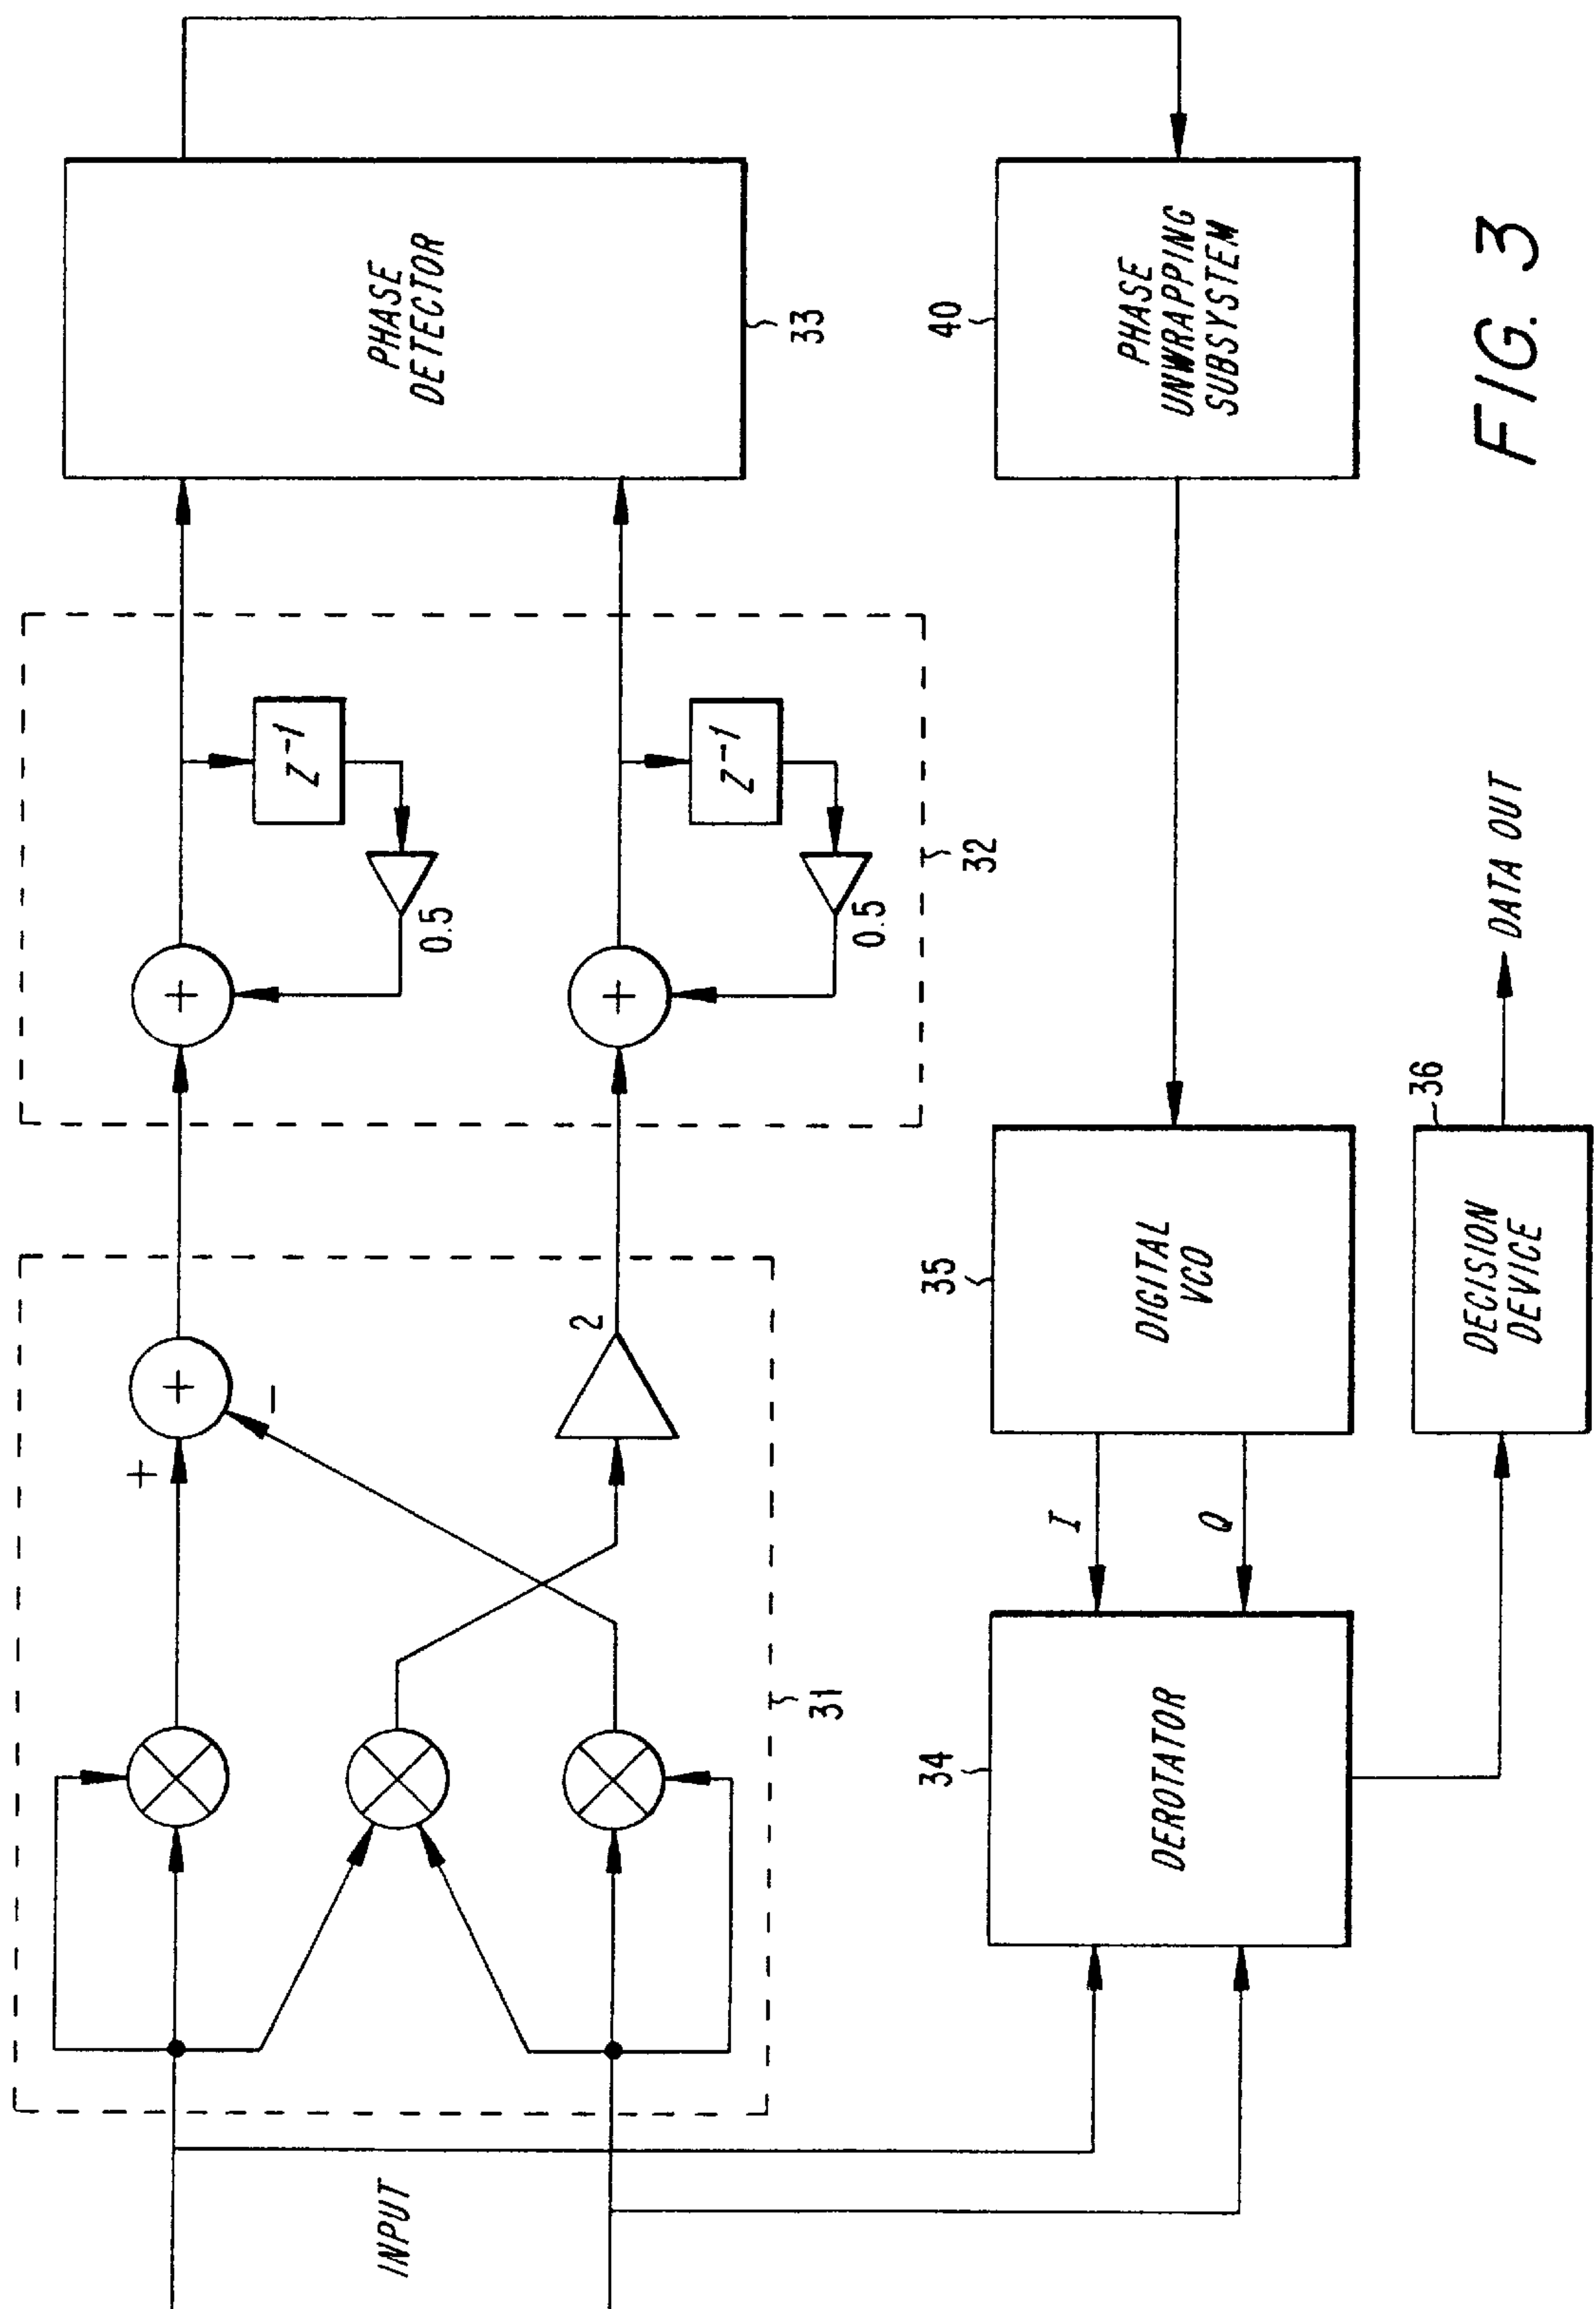 INPUT
+
-
+
2
31
+
0.5
Z⁻¹
+
0.5
Z⁻¹
32
PHASE
DETECTOR
33
34
DEROTATOR
I
Q
35
DIGITAL
VCO
40
PHASE
UNWRAPPING
SUBSYSTEM
36
DECISION
DEVICE
DATA OUT
FIG. 3